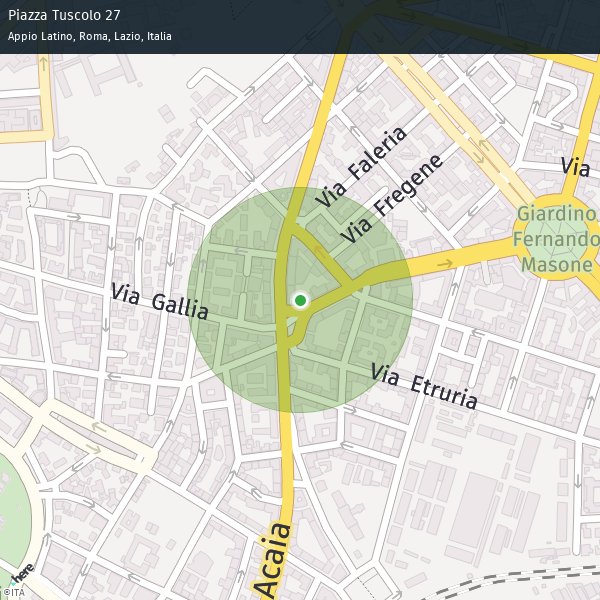 Piazza Tuscolo 27
Appio Latino, Roma, Lazio, Italia
Via Faleria
Via Fregene
Via
Giardino
Fernando
Masone
Via Gallia
Via Etruria
Acaia
here
©ITA